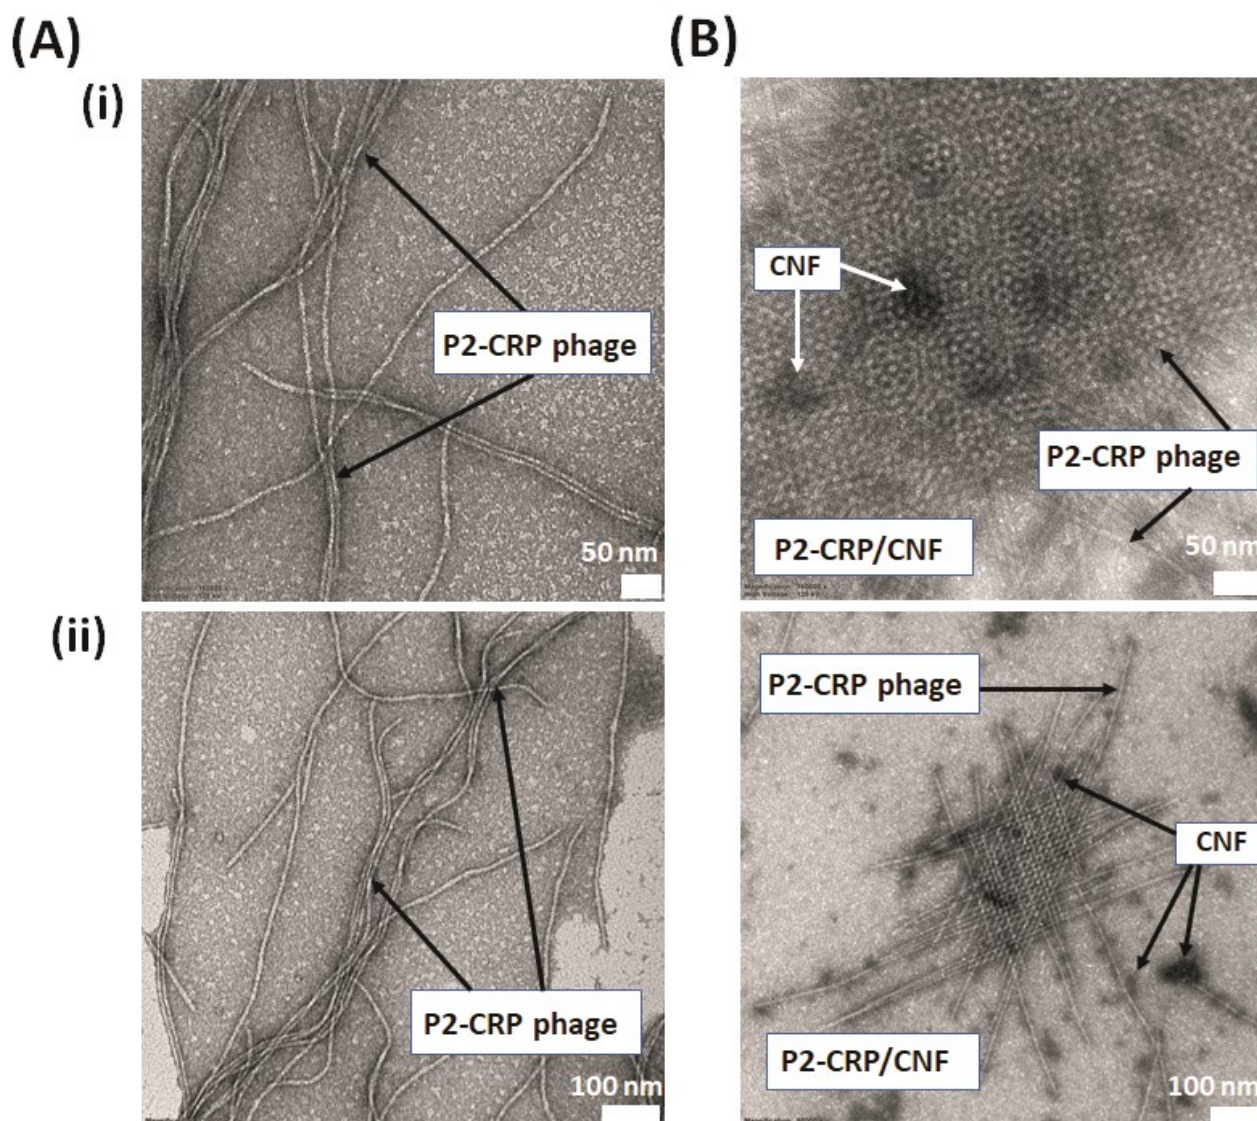 (A)
(B)
(i)
CNF
P2-CRP phage
P2-CRP phage
P2-CRP/CNF
50 nm
50 nm
(ii)
P2-CRP phage
CNF
P2-CRP phage
P2-CRP/CNF
100 nm
100 nm